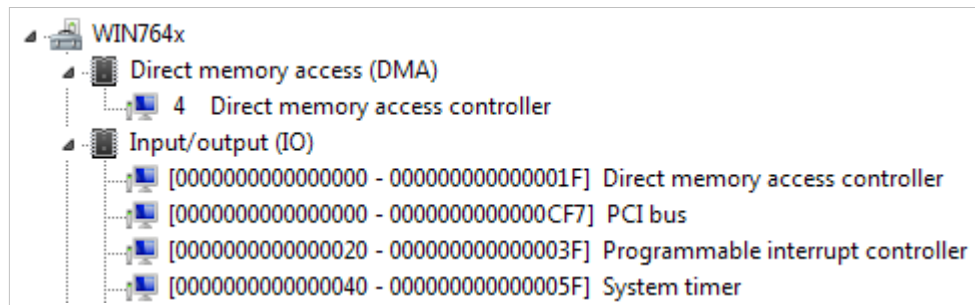 WIN764x
Direct memory access (DMA)
4 Direct memory access controller
Input/output (IO)
[0000000000000000 - 000000000000001F] Direct memory access controller
[0000000000000000 - 0000000000000CF7] PCI bus
[0000000000000020 - 000000000000003F] Programmable interrupt controller
[0000000000000040 - 000000000000005F] System timer